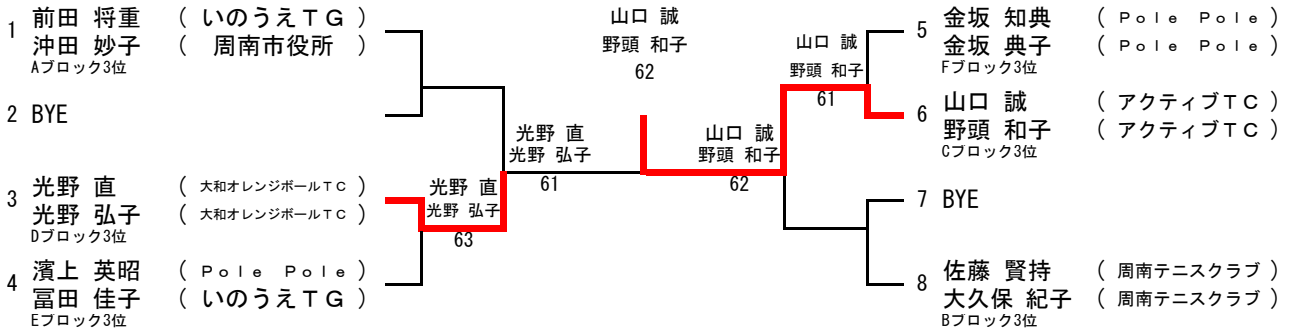 1 前田 将重 ( いのうえＴＧ )
沖田 妙子 ( 周南市役所 )
Aブロック3位
2 BYE
3 光野 直 ( 大和オレンジボールＴＣ )
光野 弘子 ( 大和オレンジボールＴＣ )
Dブロック3位
4 濱上 英昭 ( Ｐｏｌｅ Ｐｏｌｅ )
冨田 佳子 ( いのうえＴＧ )
Eブロック3位
光野 直
光野 弘子
63
光野 直
光野 弘子
61
山口 誠
野頭 和子
62
山口 誠
野頭 和子
62
山口 誠
野頭 和子
61
5 金坂 知典 ( Ｐｏｌｅ Ｐｏｌｅ )
金坂 典子 ( Ｐｏｌｅ Ｐｏｌｅ )
Fブロック3位
6 山口 誠 ( アクティブＴＣ )
野頭 和子 ( アクティブＴＣ )
Cブロック3位
7 BYE
8 佐藤 賢持 ( 周南テニスクラブ )
大久保 紀子 ( 周南テニスクラブ )
Bブロック3位